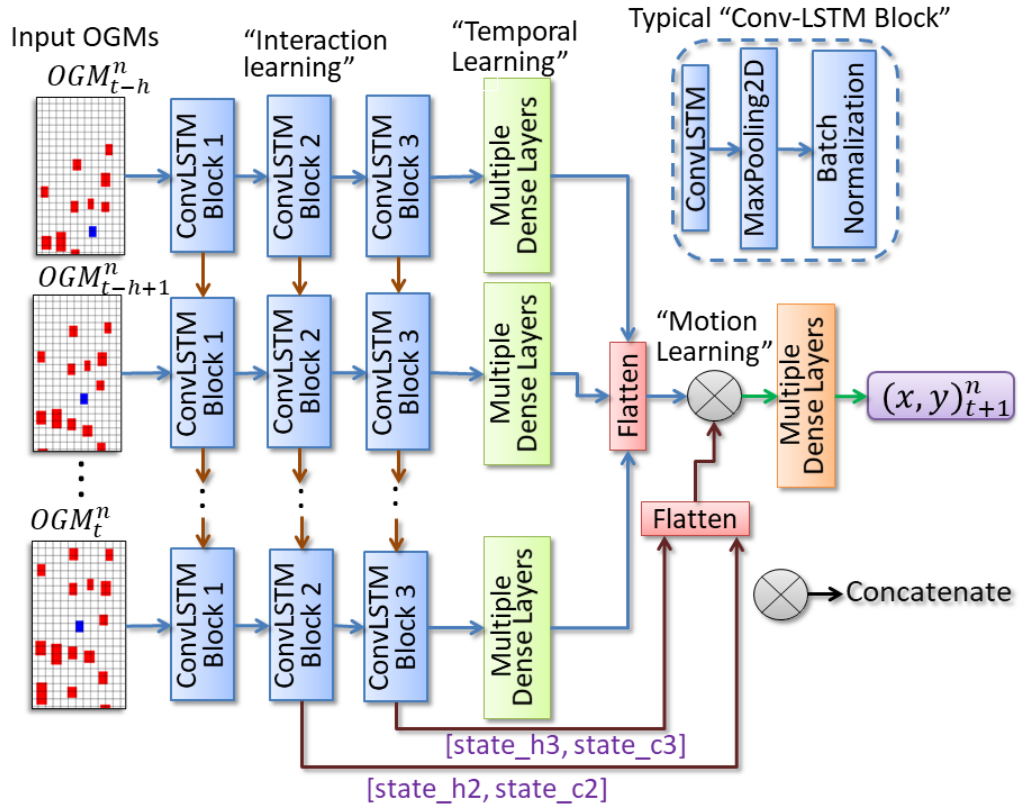 Input OGMs
"Interaction
learning"
"Temporal
Learning"
Typical "Conv-LSTM Block"
OGM^n_{t-h}
ConvLSTM
Block 1
ConvLSTM
Block 2
ConvLSTM
Block 3
Multiple
Dense Layers
ConvLSTM
MaxPooling2D
Batch
Normalization
OGM^n_{t-h+1}
ConvLSTM
Block 1
ConvLSTM
Block 2
ConvLSTM
Block 3
Multiple
Dense Layers
Flatten
"Motion
Learning"
Multiple
Dense Layers
(x, y)^n_{t+1}
OGM^n_t
ConvLSTM
Block 1
ConvLSTM
Block 2
ConvLSTM
Block 3
Multiple
Dense Layers
Flatten
Concatenate
[state_h3, state_c3]
[state_h2, state_c2]